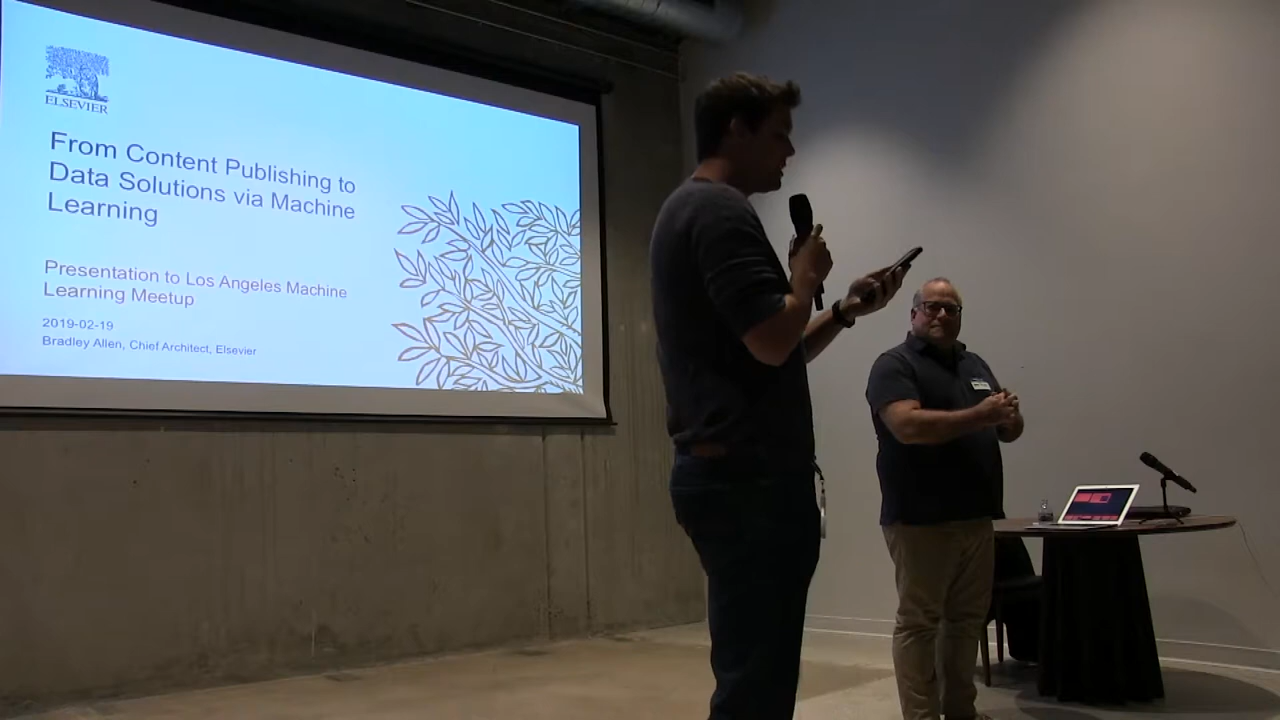 ELSEVIER
From Content Publishing to
Data Solutions via Machine
Learning
Presentation to Los Angeles Machine
Learning Meetup
2019-02-19
Bradley Allen, Chief Architect, Elsevier